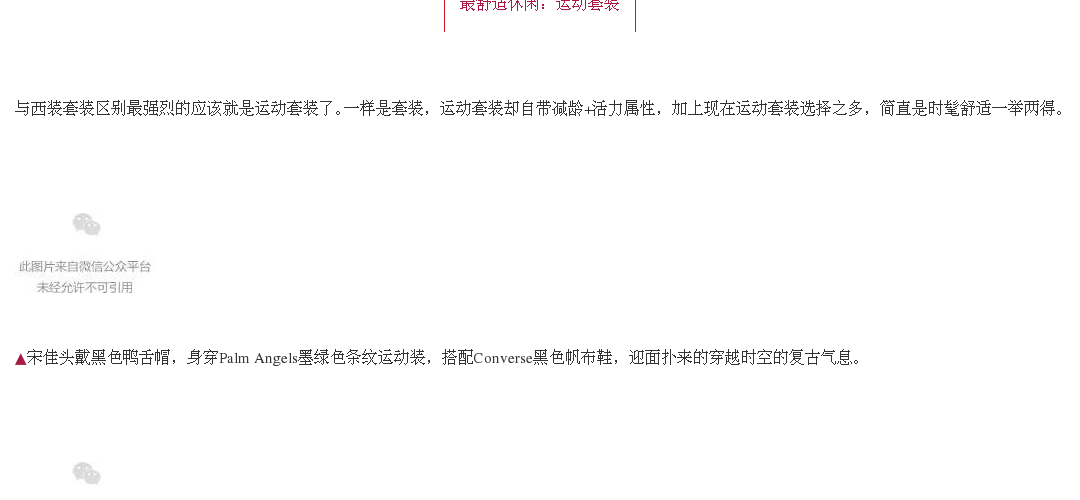 最舒适休闲：运动套装
与西装套装区别最强烈的应该就是运动套装了。一样是套装，运动套装却自带减龄+活力属性，加上现在运动套装选择之多，简直是时髦舒适一举两得。
此图片来自微信公众平台
未经允许不可引用
▲宋佳头戴黑色鸭舌帽，身穿Palm Angels墨绿色条纹运动装，搭配Converse黑色帆布鞋，迎面扑来的穿越时空的复古气息。